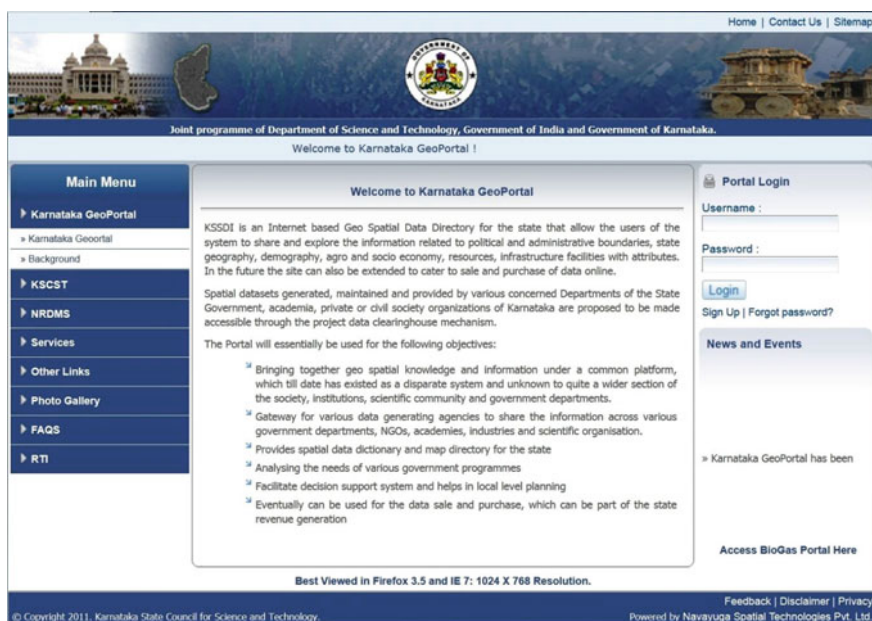 Home | Contact Us | Sitemap
GOVERNMENT OF
KARNATAKA
Joint programme of Department of Science and Technology, Government of India and Government of Karnataka.
Welcome to Karnataka GeoPortal !
Main Menu
Karnataka GeoPortal
» Karnataka Geoortal
» Background
KSCST
NRDMS
Services
Other Links
Photo Gallery
FAQS
RTI
Welcome to Karnataka GeoPortal
KSSDI is an Internet based Geo Spatial Data Directory for the state that allow the users of the
system to share and explore the information related to political and administrative boundaries, state
geography, demography, agro and socio economy, resources, infrastructure facilities with attributes.
In the future the site can also be extended to cater to sale and purchase of data online.
Spatial datasets generated, maintained and provided by various concerned Departments of the State
Government, academia, private or civil society organizations of Karnataka are proposed to be made
accessible through the project data clearinghouse mechanism.
The Portal will essentially be used for the following objectives:
Bringing together geo spatial knowledge and information under a common platform,
which till date has existed as a disparate system and unknown to quite a wider section of
the society, institutions, scientific community and government departments.
Gateway for various data generating agencies to share the information across various
government departments, NGOs, academies, industries and scientific organisation.
Provides spatial data dictionary and map directory for the state
Analysing the needs of various government programmes
Facilitate decision support system and helps in local level planning
Eventually can be used for the data sale and purchase, which can be part of the state
revenue generation
Portal Login
Username :
Password :
Login
Sign Up | Forgot password?
News and Events
» Karnataka GeoPortal has been
Access BioGas Portal Here
Best Viewed in Firefox 3.5 and IE 7: 1024 X 768 Resolution.
Feedback | Disclaimer | Privacy
© Copyright 2011. Karnataka State Council for Science and Technology.
Powered by Navayuga Spatial Technologies Pvt. Ltd